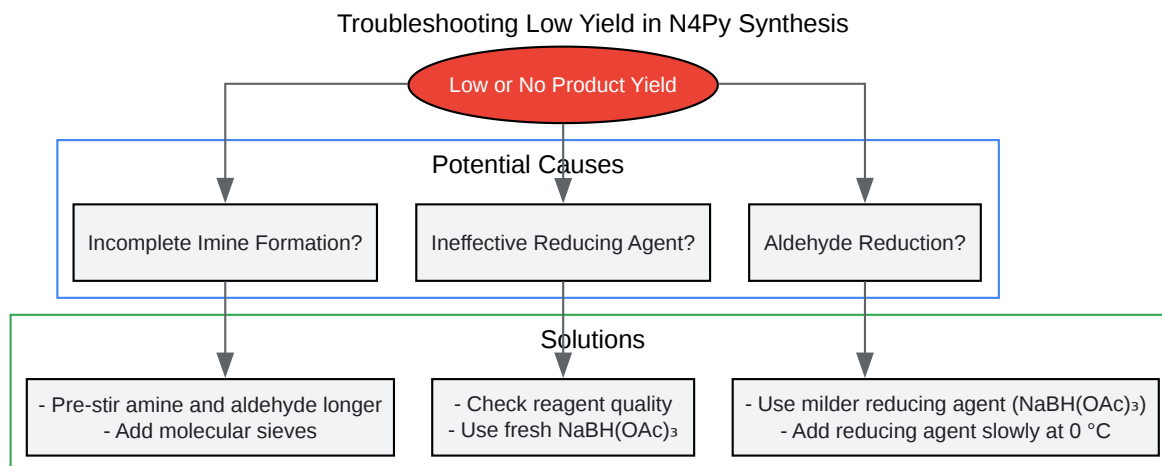 Troubleshooting Low Yield in N4Py Synthesis
Low or No Product Yield
Potential Causes
Incomplete Imine Formation?
Ineffective Reducing Agent?
Aldehyde Reduction?
Solutions
- Pre-stir amine and aldehyde longer
- Add molecular sieves
- Check reagent quality
- Use fresh NaBH(OAc)₃
- Use milder reducing agent (NaBH(OAc)₃)
- Add reducing agent slowly at 0 °C